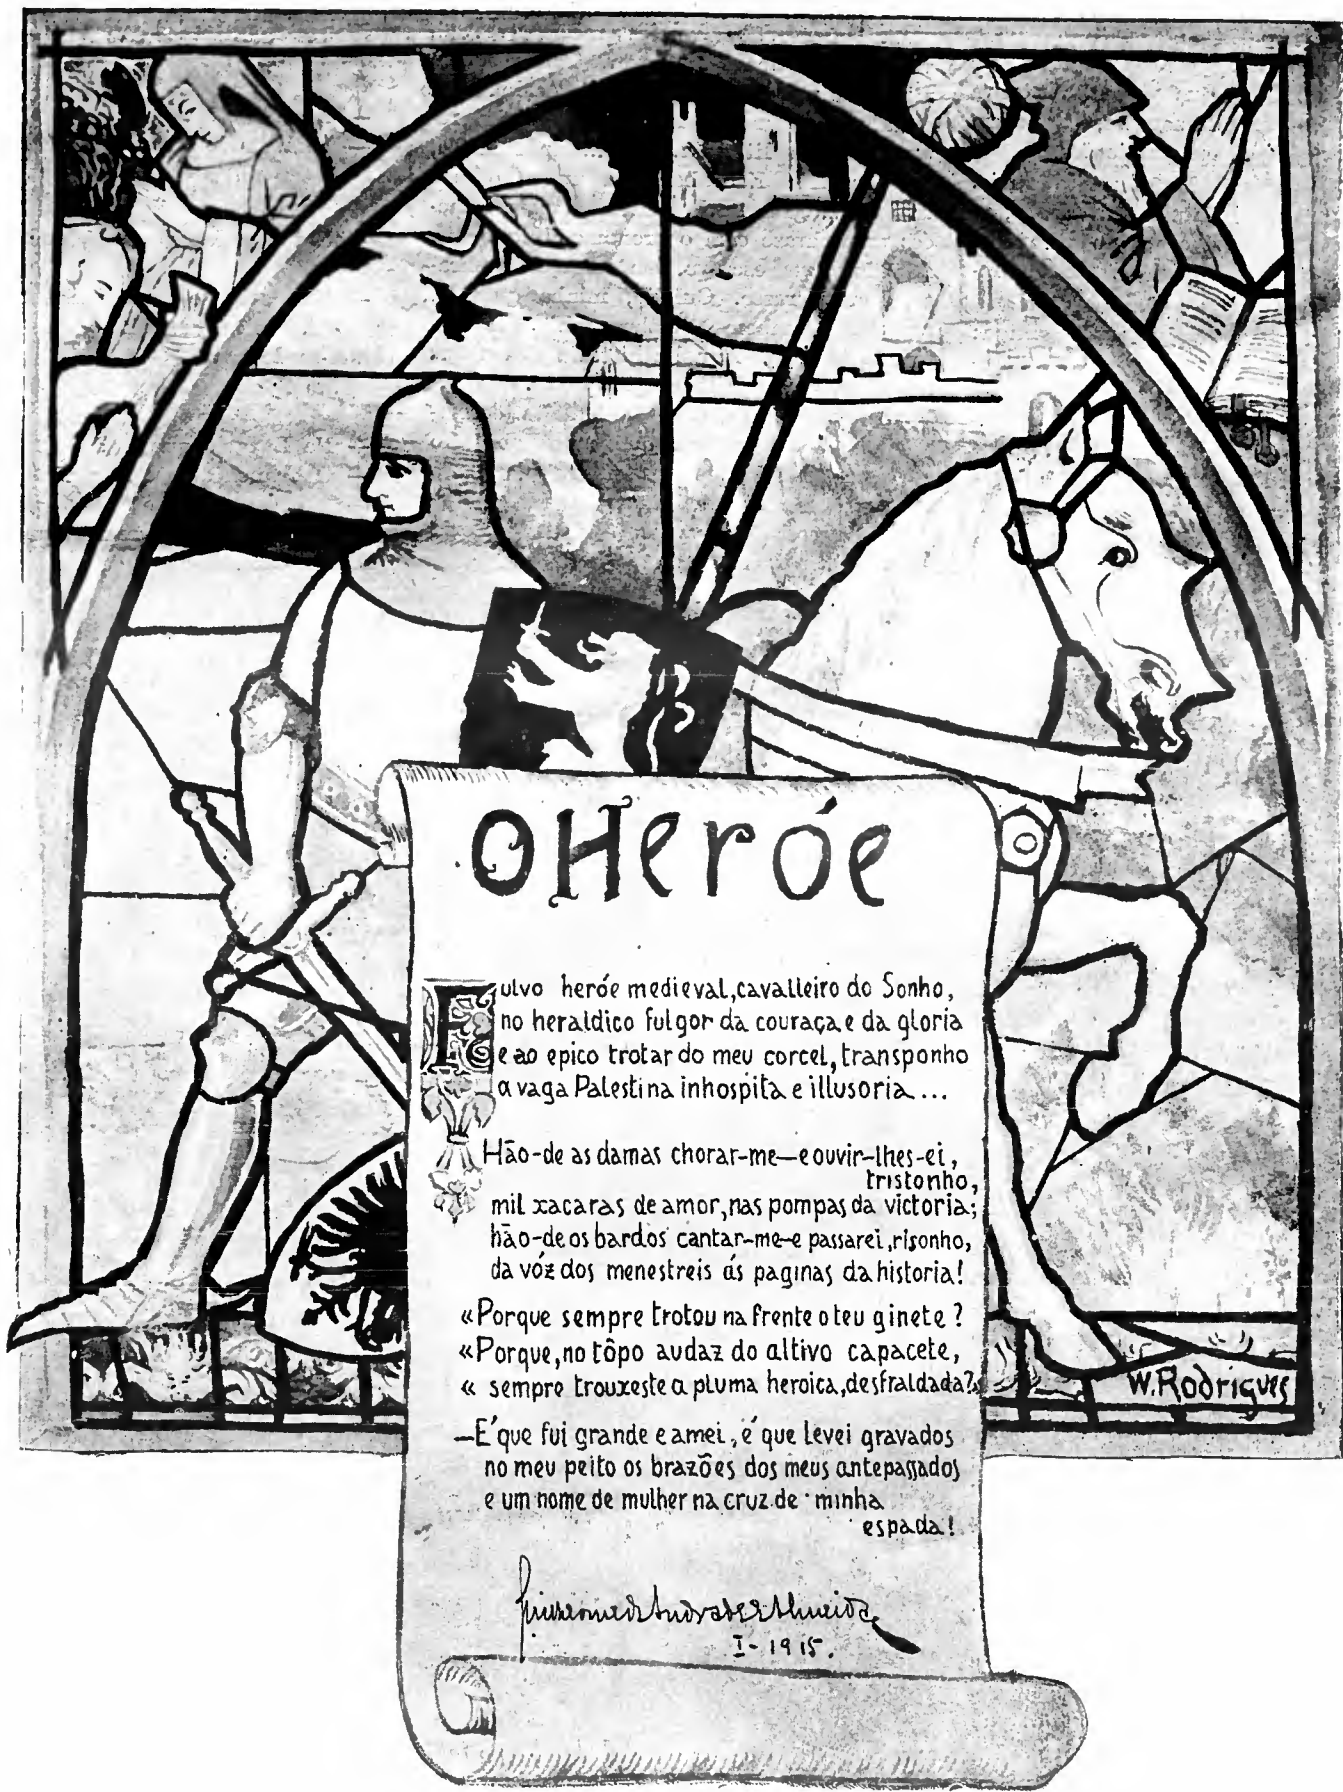 O Heróe
Fulvo heróe medieval, cavalleiro do Sonho,
no heraldico fulgor da couraça e da gloria
e ao epico trotar do meu corcel, transponho
a vaga Palestina inhospita e illusoria...
Hão-de as damas chorar-me—e ouvir-lhes-ei,
tristonho,
mil xacaras de amor, nas pompas da victoria;
hão-de os bardos cantar-me—e passarei, risonho,
da vóz dos menestreis ás paginas da historia!
«Porque sempre trotou na frente o teu ginete?
«Porque, no tôpo audaz do altivo capacete,
« sempre trouxeste a pluma heroica, desfraldada?»
—E' que fui grande e amei, é que levei gravados
no meu peito os brazões dos meus antepassados
e um nome de mulher na cruz de minha
espada!
Guilherme de Andrade e Almeida
I-1915.
W. Rodrigues